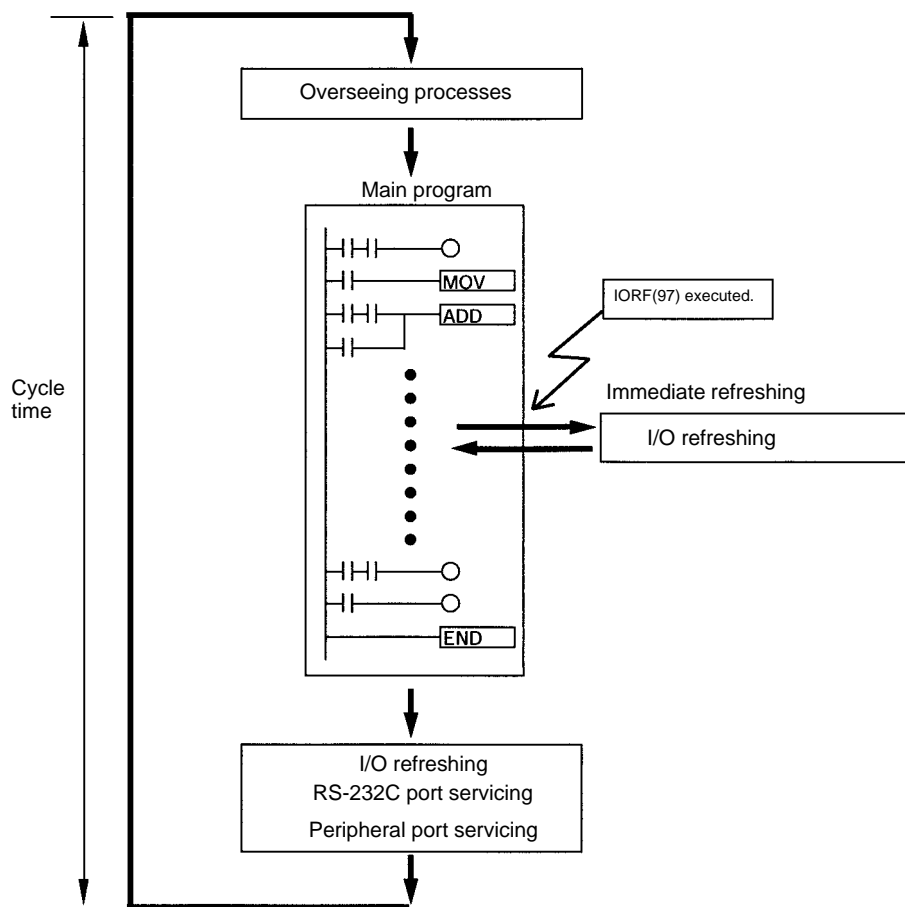 Overseeing processes
Main program
MOV
ADD
IORF(97) executed.
Cycle
time
Immediate refreshing
I/O refreshing
END
I/O refreshing
RS-232C port servicing
Peripheral port servicing